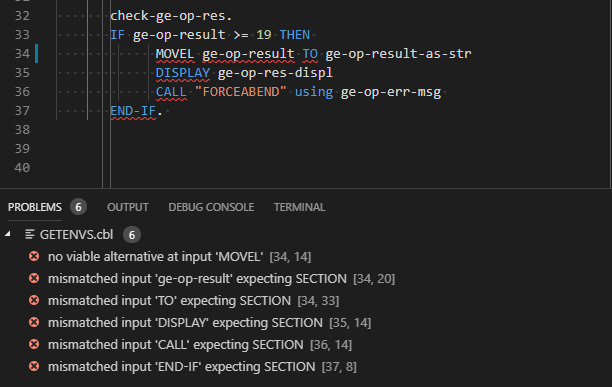 31
32 check-ge-op-res.
33 IF ge-op-result >= 19 THEN
34 MOVEL ge-op-result TO ge-op-result-as-str
35 DISPLAY ge-op-res-displ
36 CALL "FORCEABEND" using ge-op-err-msg
37 END-IF.
38
39
40
PROBLEMS 6 OUTPUT DEBUG CONSOLE TERMINAL
GETENVS.cbl 6
no viable alternative at input 'MOVEL' [34, 14]
mismatched input 'ge-op-result' expecting SECTION [34, 20]
mismatched input 'TO' expecting SECTION [34, 33]
mismatched input 'DISPLAY' expecting SECTION [35, 14]
mismatched input 'CALL' expecting SECTION [36, 14]
mismatched input 'END-IF' expecting SECTION [37, 8]